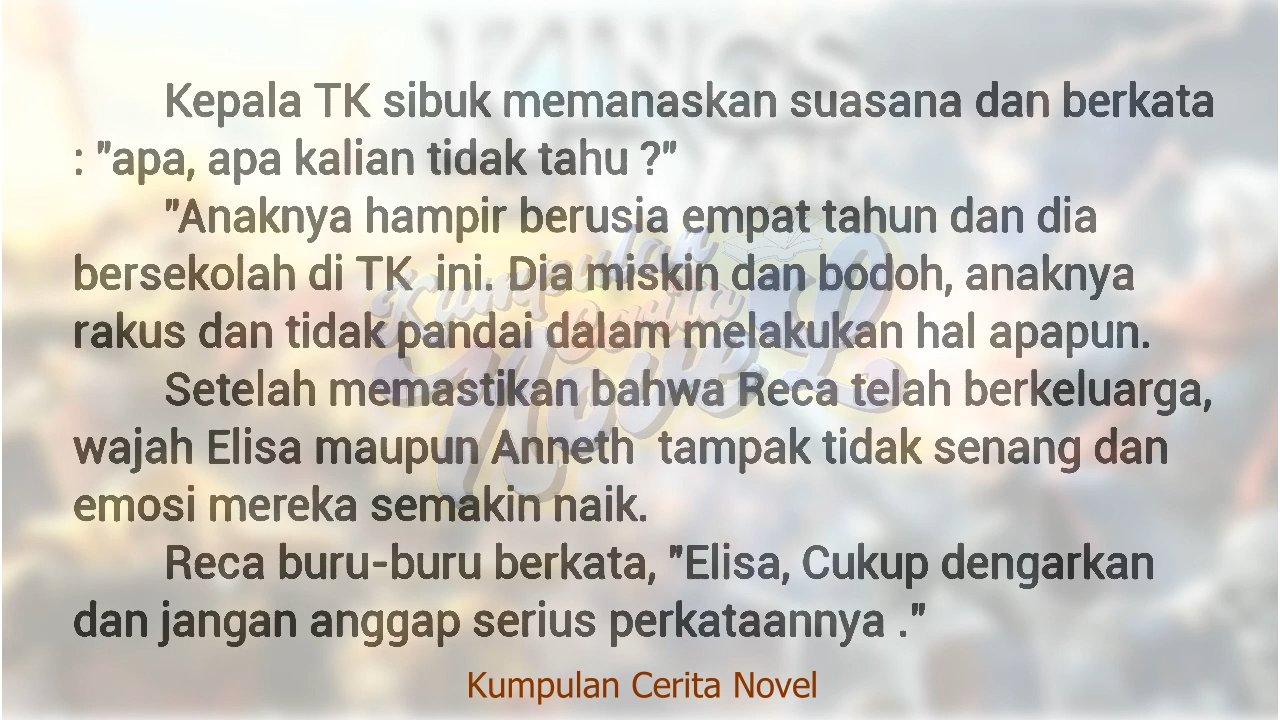 Kepala TK sibuk memanaskan suasana dan berkata
: "apa, apa kalian tidak tahu ?"
"Anaknya hampir berusia empat tahun dan dia
bersekolah di TK  ini. Dia miskin dan bodoh, anaknya
rakus dan tidak pandai dalam melakukan hal apapun.
Setelah memastikan bahwa Reca telah berkeluarga,
wajah Elisa maupun Anneth  tampak tidak senang dan
emosi mereka semakin naik.
Reca buru-buru berkata, "Elisa, Cukup dengarkan
dan jangan anggap serius perkataannya ."
Kumpulan Cerita Novel
Kumpulan
Cerita
Novel